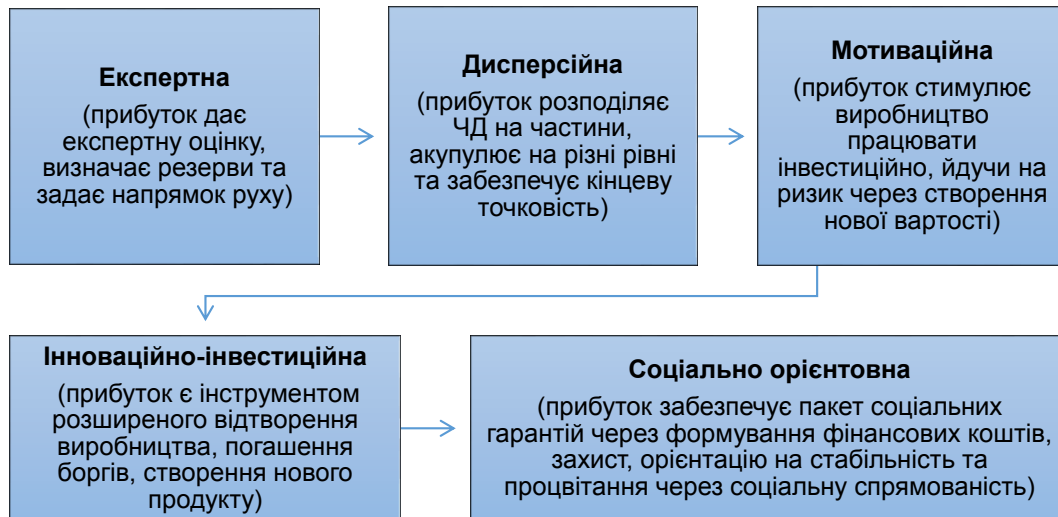 Експертна
(прибуток дає
експертну оцінку,
визначає резерви та
задає напрямок руху)
Дисперсійна
(прибуток розподіляє
ЧД на частини,
акупулює на різні рівні
та забезпечує кінцеву
точковість)
Мотиваційна
(прибуток стимулює
виробництво
працювати
інвестиційно, йдучи на
ризик через створення
нової вартості)
Інноваційно-інвестиційна
(прибуток є інструментом
розширеного відтворення
виробництва, погашення
боргів, створення нового
продукту)
Соціально орієнтовна
(прибуток забезпечує пакет соціальних
гарантій через формування фінансових коштів,
захист, орієнтацію на стабільність та
процвітання через соціальну спрямованість)